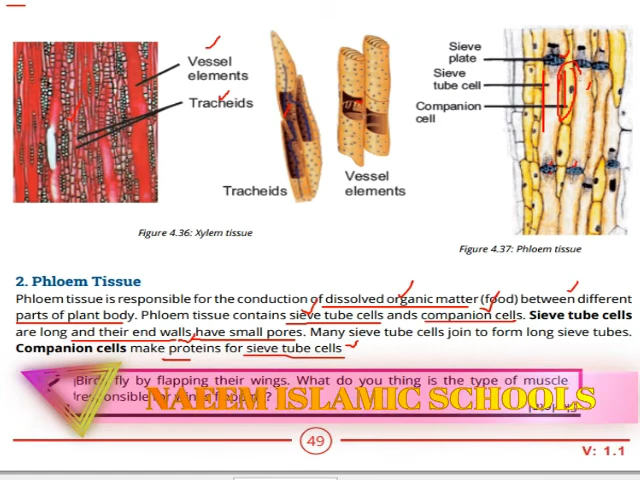 Vessel
elements
Tracheids
Tracheids
Vessel
elements
Sieve
plate
Sieve
tube cell
Companion
cell
Figure 4.36: Xylem tissue
Figure 4.37: Phloem tissue
2. Phloem Tissue
Phloem tissue is responsible for the conduction of dissolved organic matter (food) between different
parts of plant body. Phloem tissue contains sieve tube cells ands companion cells. Sieve tube cells
are long and their end walls have small pores. Many sieve tube cells join to form long sieve tubes.
Companion cells make proteins for sieve tube cells
Birds fly by flapping their wings. What do you thing is the type of muscle
responsible for wings
NAEEM ISLAMIC SCHOOLS
49
V: 1.1